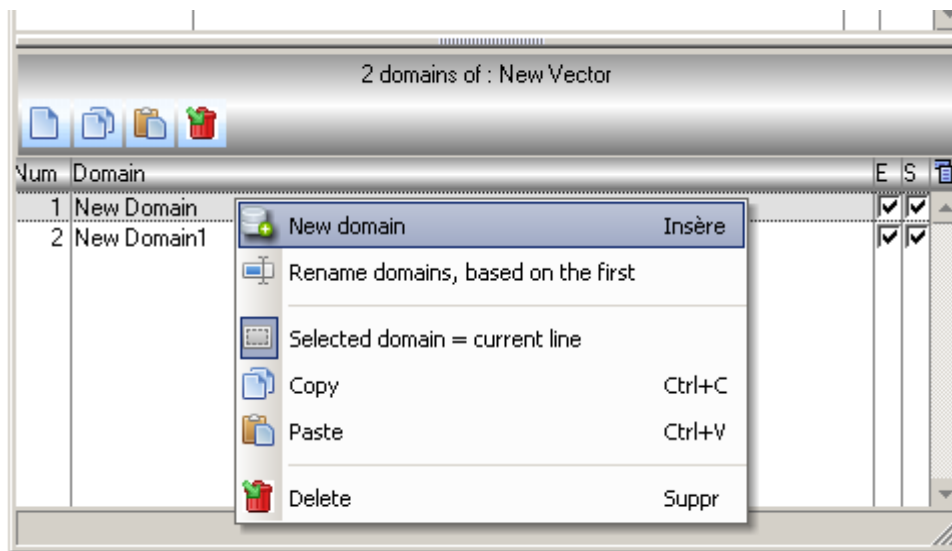 2 domains of : New Vector
Num Domain E S
1 New Domain
2 New Domain1
New domain Insère
Rename domains, based on the first
Selected domain = current line
Copy Ctrl+C
Paste Ctrl+V
Delete Suppr